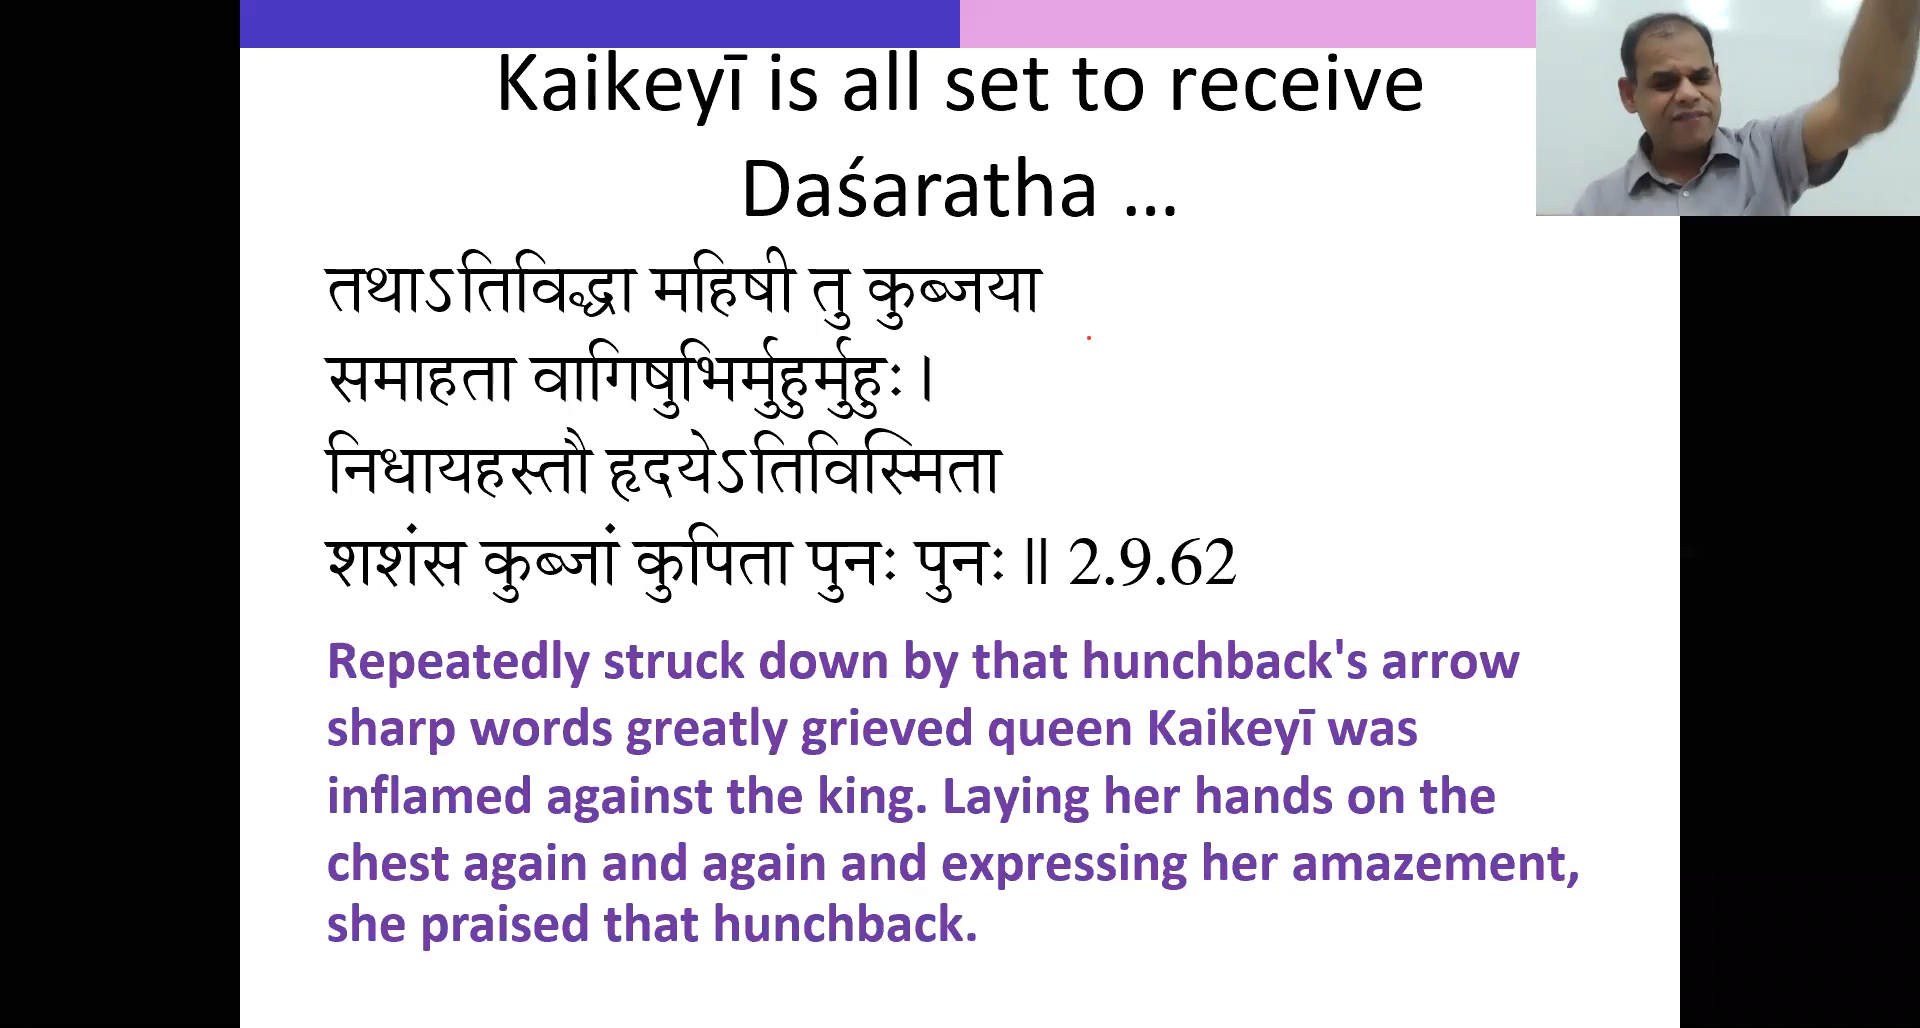 Kaikeyī is all set to receive
Daśaratha ...
तथाऽतिविद्धा महिषी तु कुब्जया
समाहता वागिषुभिर्मुहुर्मुहुः ।
निधायहस्तौ हृदयेऽतिविस्मिता
शशंस कुब्जां कुपिता पुनः पुनः ॥ 2.9.62
Repeatedly struck down by that hunchback's arrow
sharp words greatly grieved queen Kaikeyī was
inflamed against the king. Laying her hands on the
chest again and again and expressing her amazement,
she praised that hunchback.